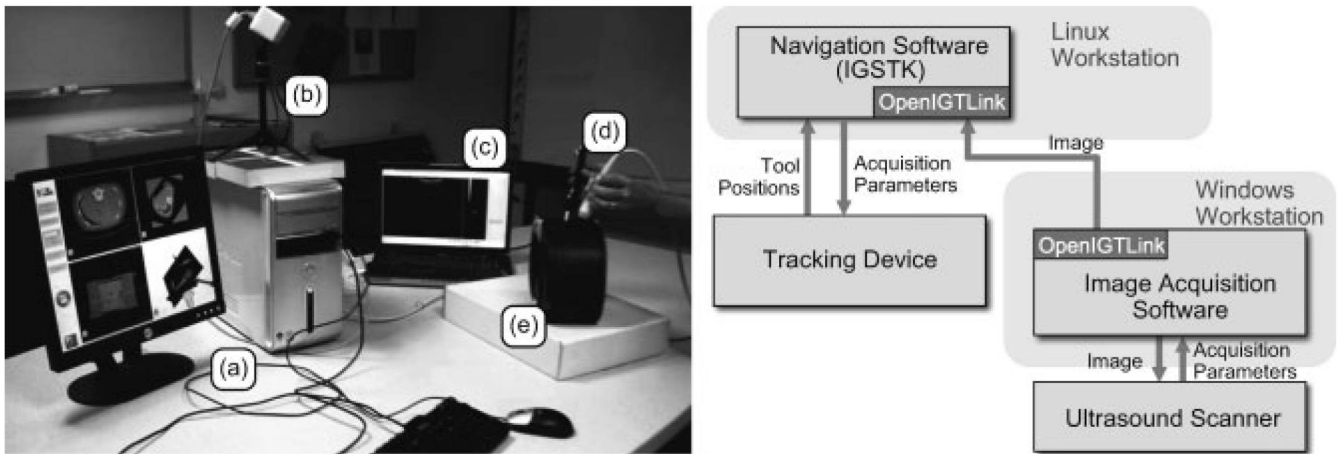 (b)
(c)
(d)
(e)
(a)
Linux
Workstation
Navigation Software
(IGSTK)
OpenIGTLink
Tool
Positions
Acquisition
Parameters
Image
Tracking Device
Windows
Workstation
OpenIGTLink
Image Acquisition
Software
Image
Acquisition
Parameters
Ultrasound Scanner